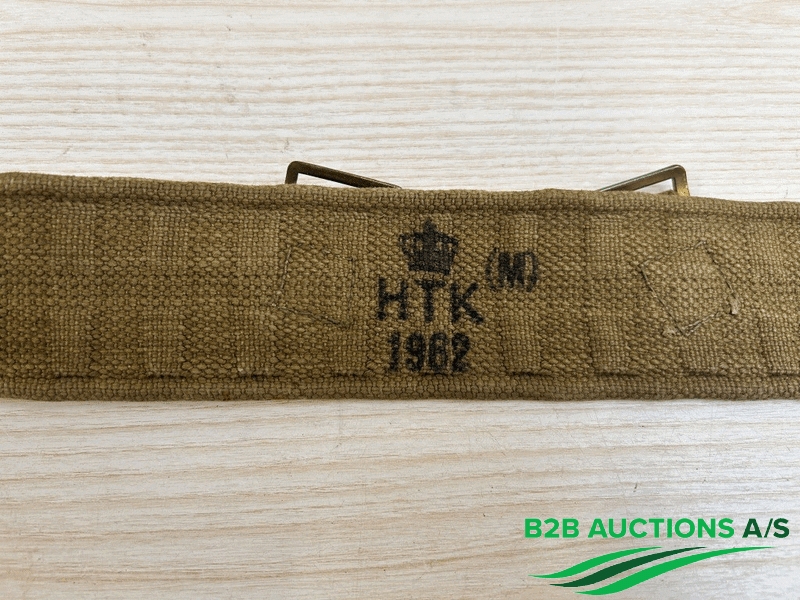 HTK (M)
1962
B2B AUCTIONS A/S